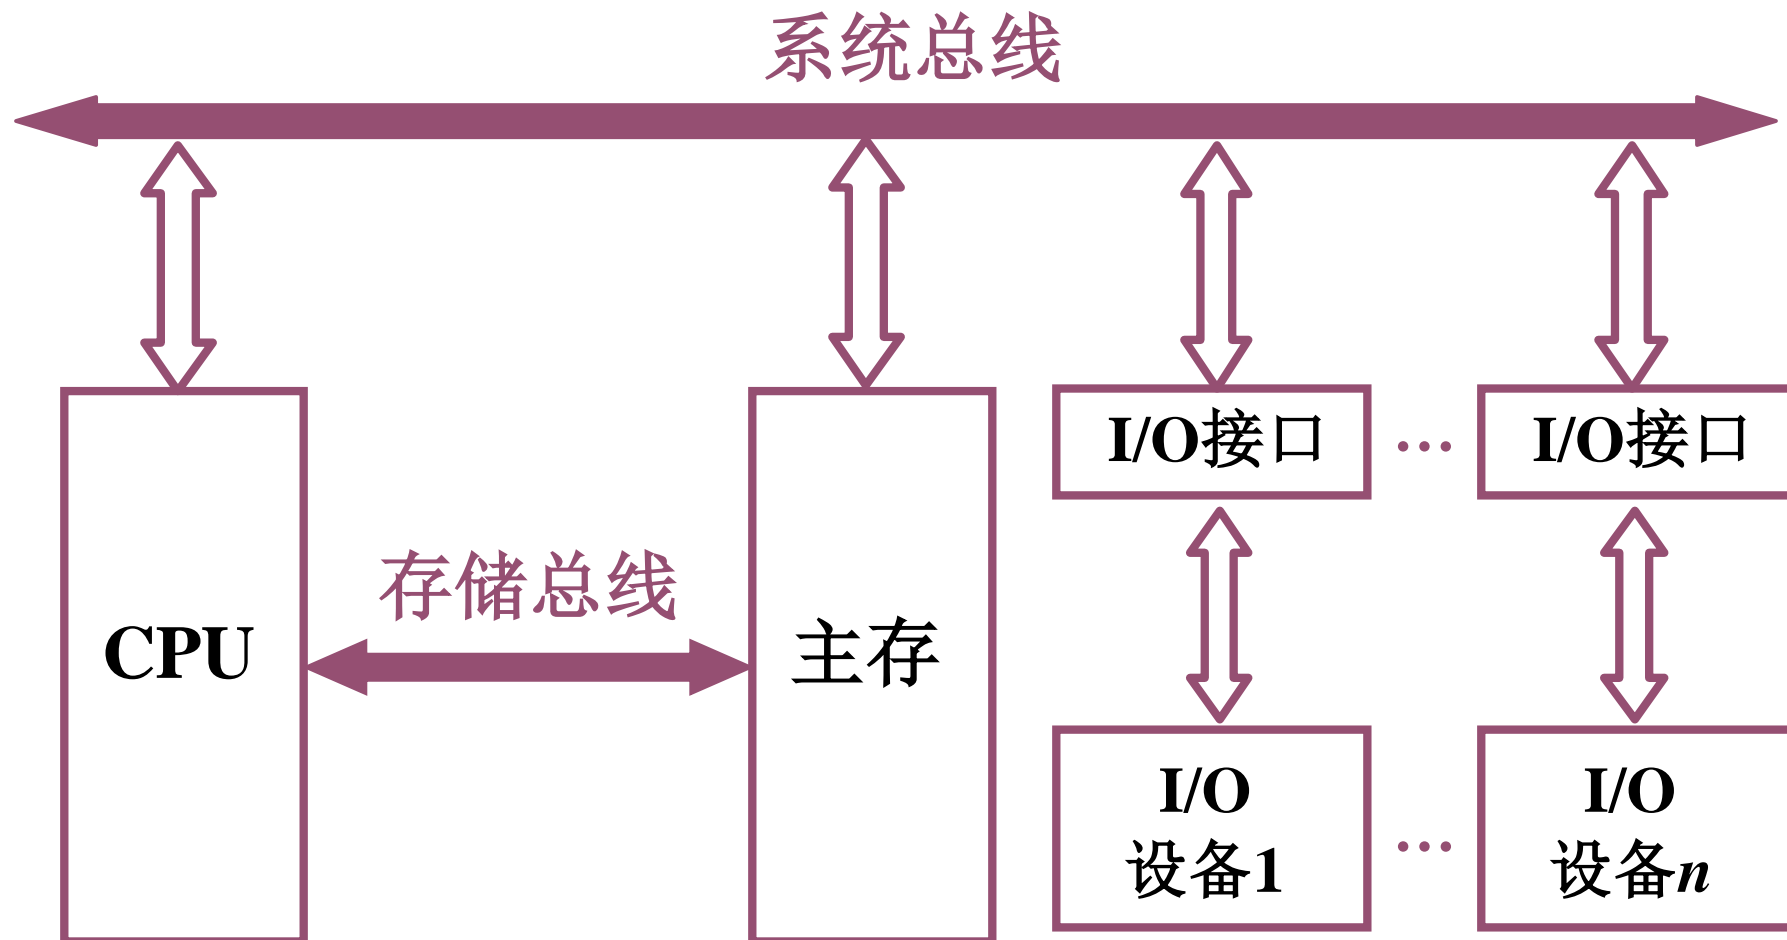 系统总线
I/O接口
…
I/O接口
存储总线
CPU
主存
I/O
设备1
…
I/O
设备n